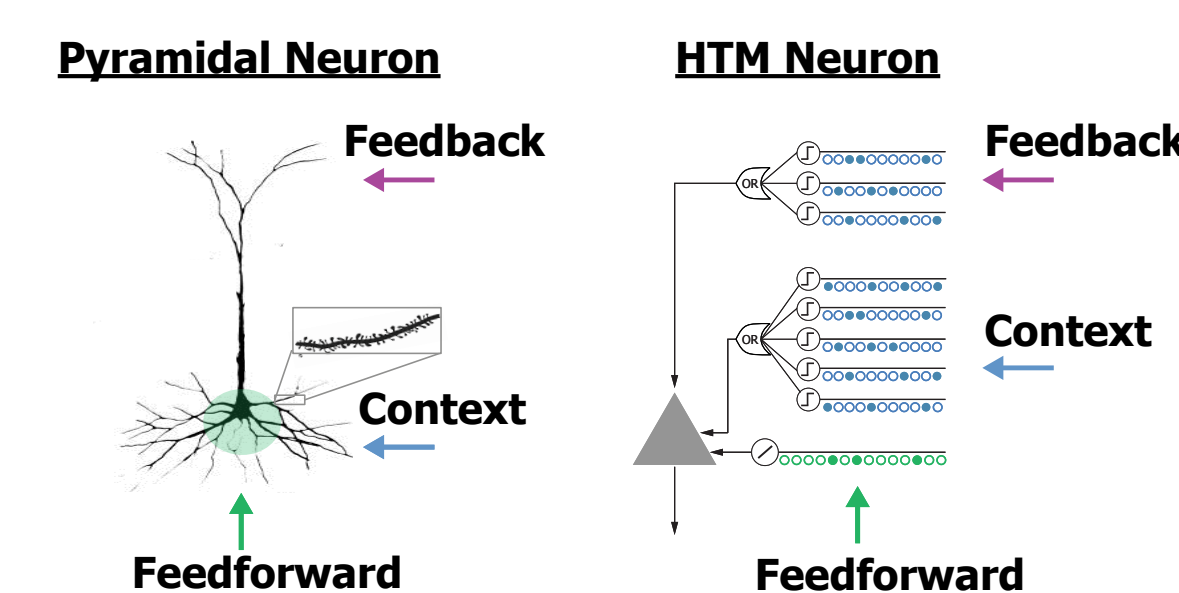 Pyramidal Neuron
Feedback
Context
Feedforward
HTM Neuron
OR
Feedback
OR
Context
Feedforward